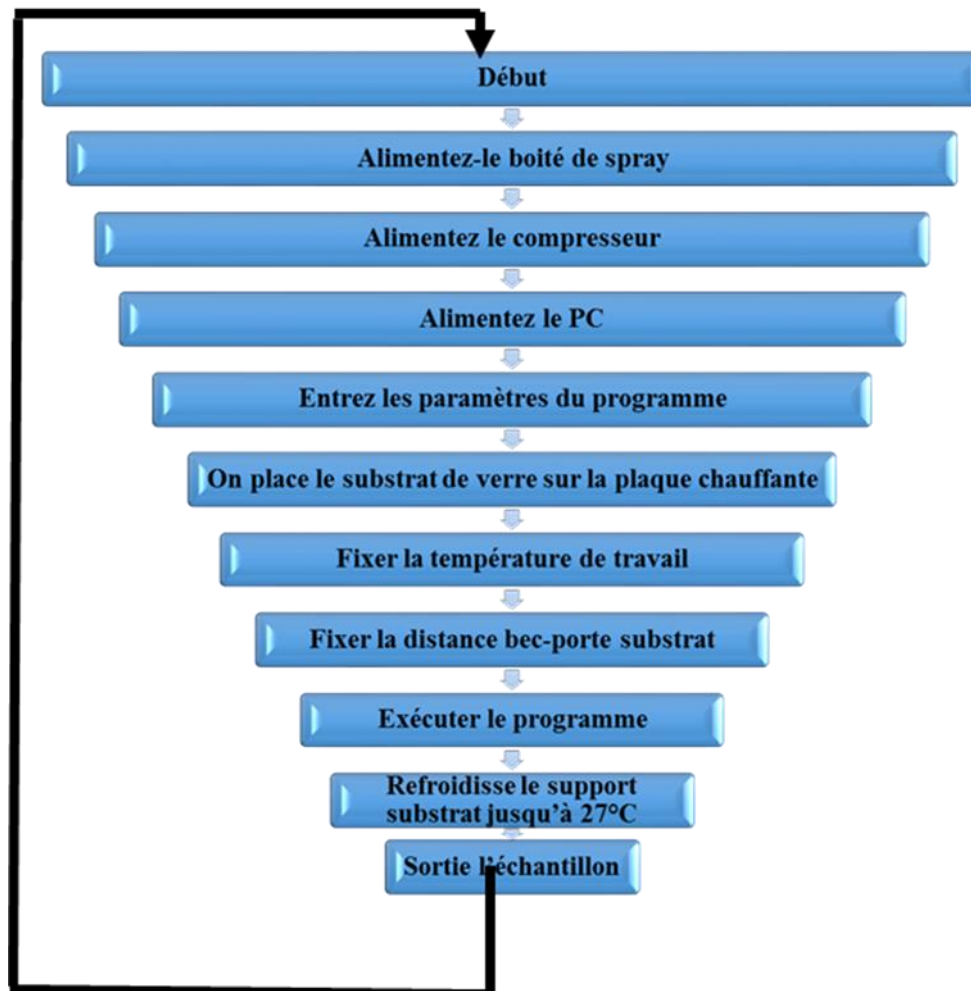 Début
Alimentez-le boité de spray
Alimentez le compresseur
Alimentez le PC
Entrez les paramètres du programme
On place le substrat de verre sur la plaque chauffante
Fixer la température de travail
Fixer la distance bec-porte substrat
Exécuter le programme
Refroidisse le support
substrat jusqu’à 27°C
Sortie l’échantillon